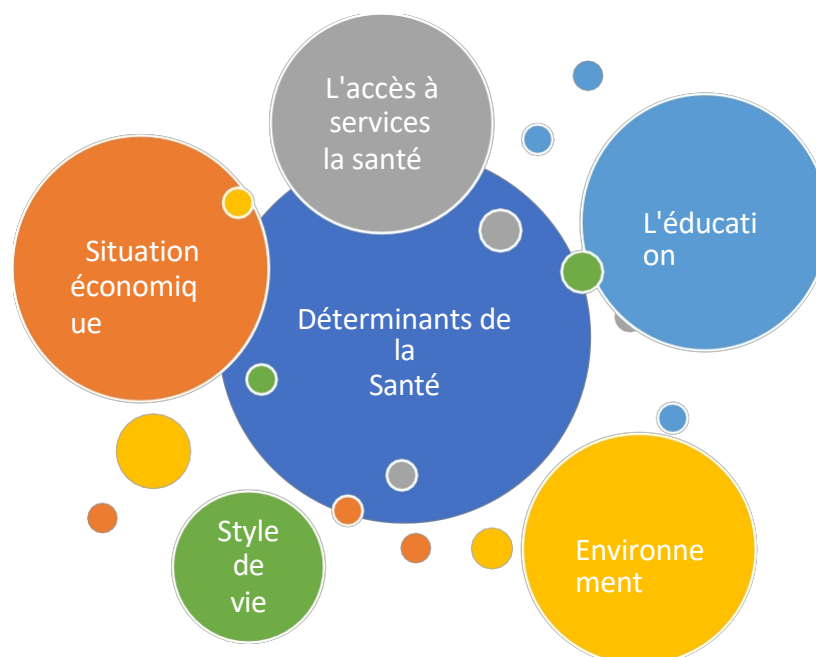 L'accès à
services
la santé
Situation
économiq
ue
L'éducati
on
Déterminants de
la
Santé
Style
de
vie
Environne
ment